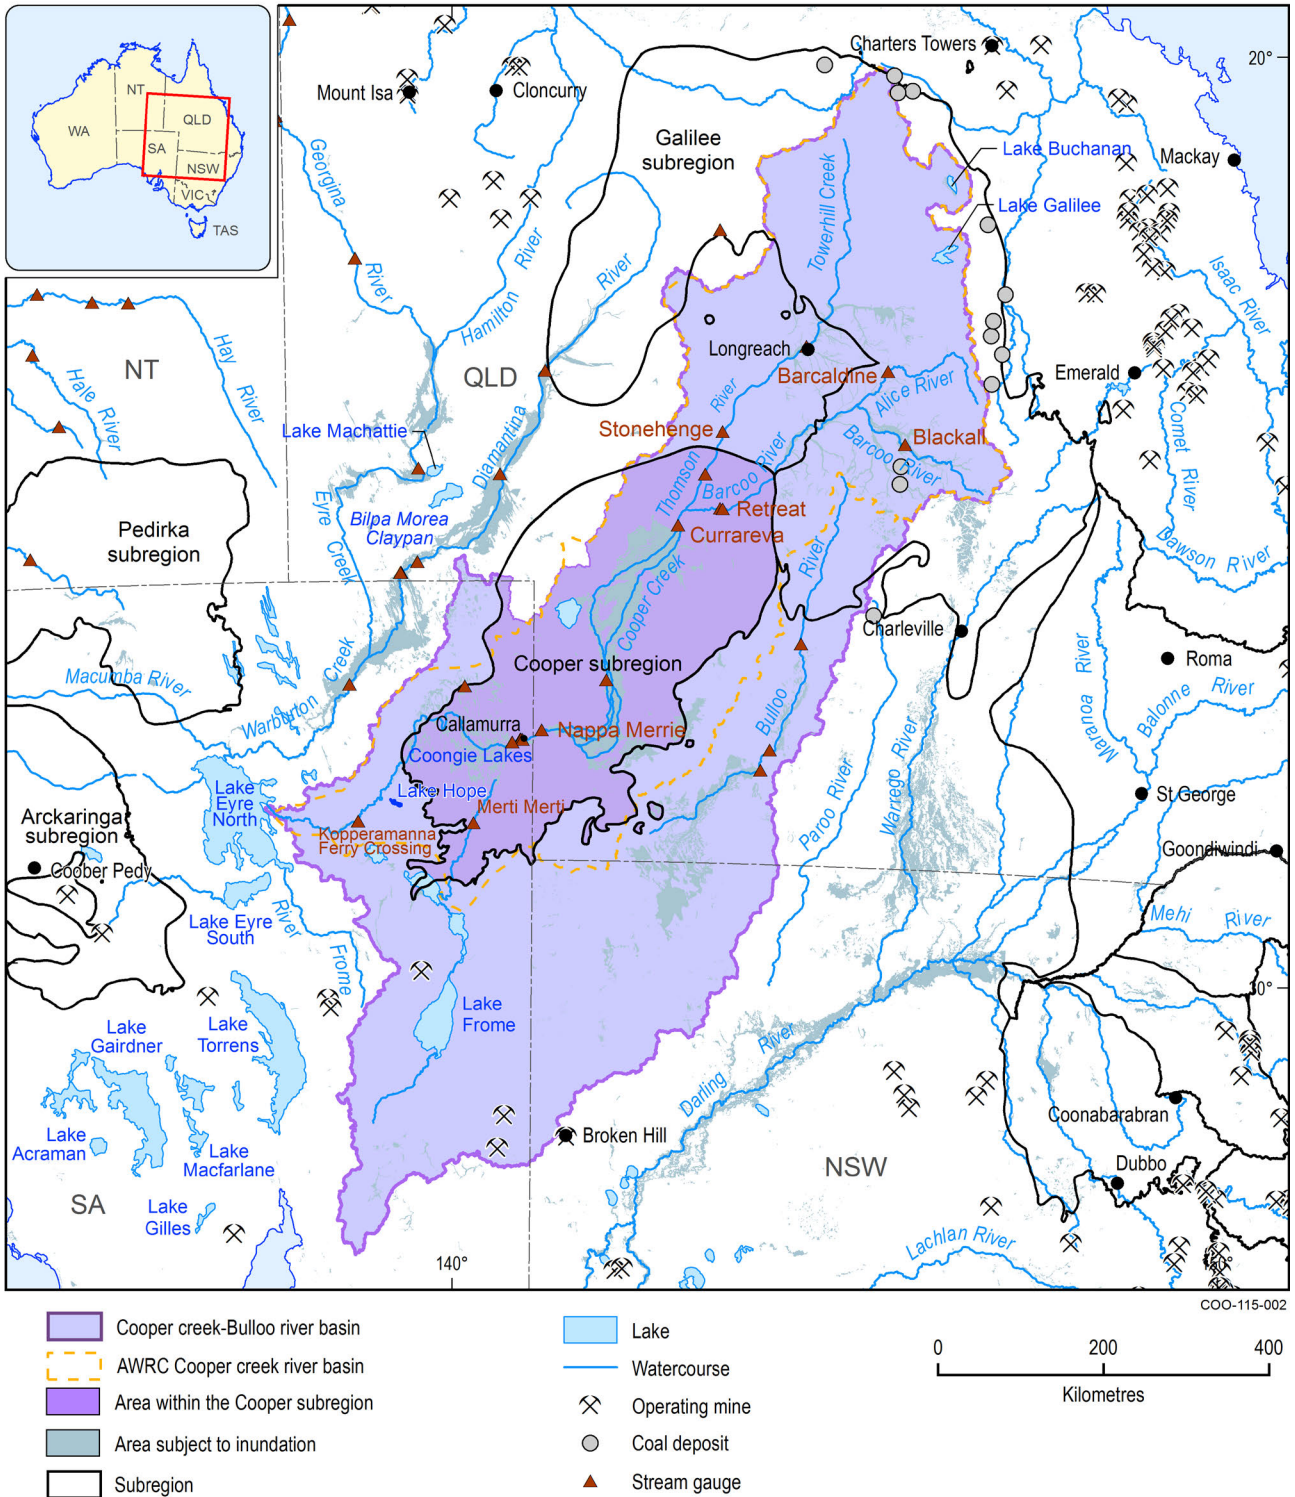 NT
QLD
WA
SA
NSW
VIC
TAS
Charters Towers
20°
Mount Isa
Cloncurry
Galilee
subregion
Lake Buchanan
Mackay
Georgina
River
Towerhill Creek
Lake Galilee
Hamilton
River
River
Isaac River
NT
Hay
River
Hale River
QLD
Longreach
Barcaldine
Alice River
Emerald
Comet River
Lake Machattie
Diamantina
Stonehenge
River
Thomson
Barcoo River
Barcoo River
Blackall
Pedirka
subregion
Eyre Creek
Bilpa Morea
Claypan
Retreat
Currareva
River
Dawson River
Cooper Creek
Charleville
Macumba River
Warburton Creek
Cooper subregion
Bulloo
Roma
Maranoa River
Balonne River
Callamurra
Nappa Merrie
Coongie Lakes
Lake
Eyre
North
Lake Hope
Merti Merti
Paroo River
Warrego River
St George
Arckaringa
subregion
Kopperamanna
Ferry Crossing
Goondiwindi
Coober Pedy
Lake Eyre
South
River
Frome
Mehi River
30°
Lake
Gairdner
Lake
Torrens
Lake
Frome
Darling
River
Lake
Acraman
Lake
Macfarlane
Broken Hill
Coonabarabran
NSW
Dubbo
SA
Lake
Gilles
Lachlan River
140°
COO-115-002
Cooper creek-Bulloo river basin
AWRC Cooper creek river basin
Area within the Cooper subregion
Area subject to inundation
Subregion
Lake
Watercourse
Operating mine
Coal deposit
Stream gauge
0 200 400
Kilometres